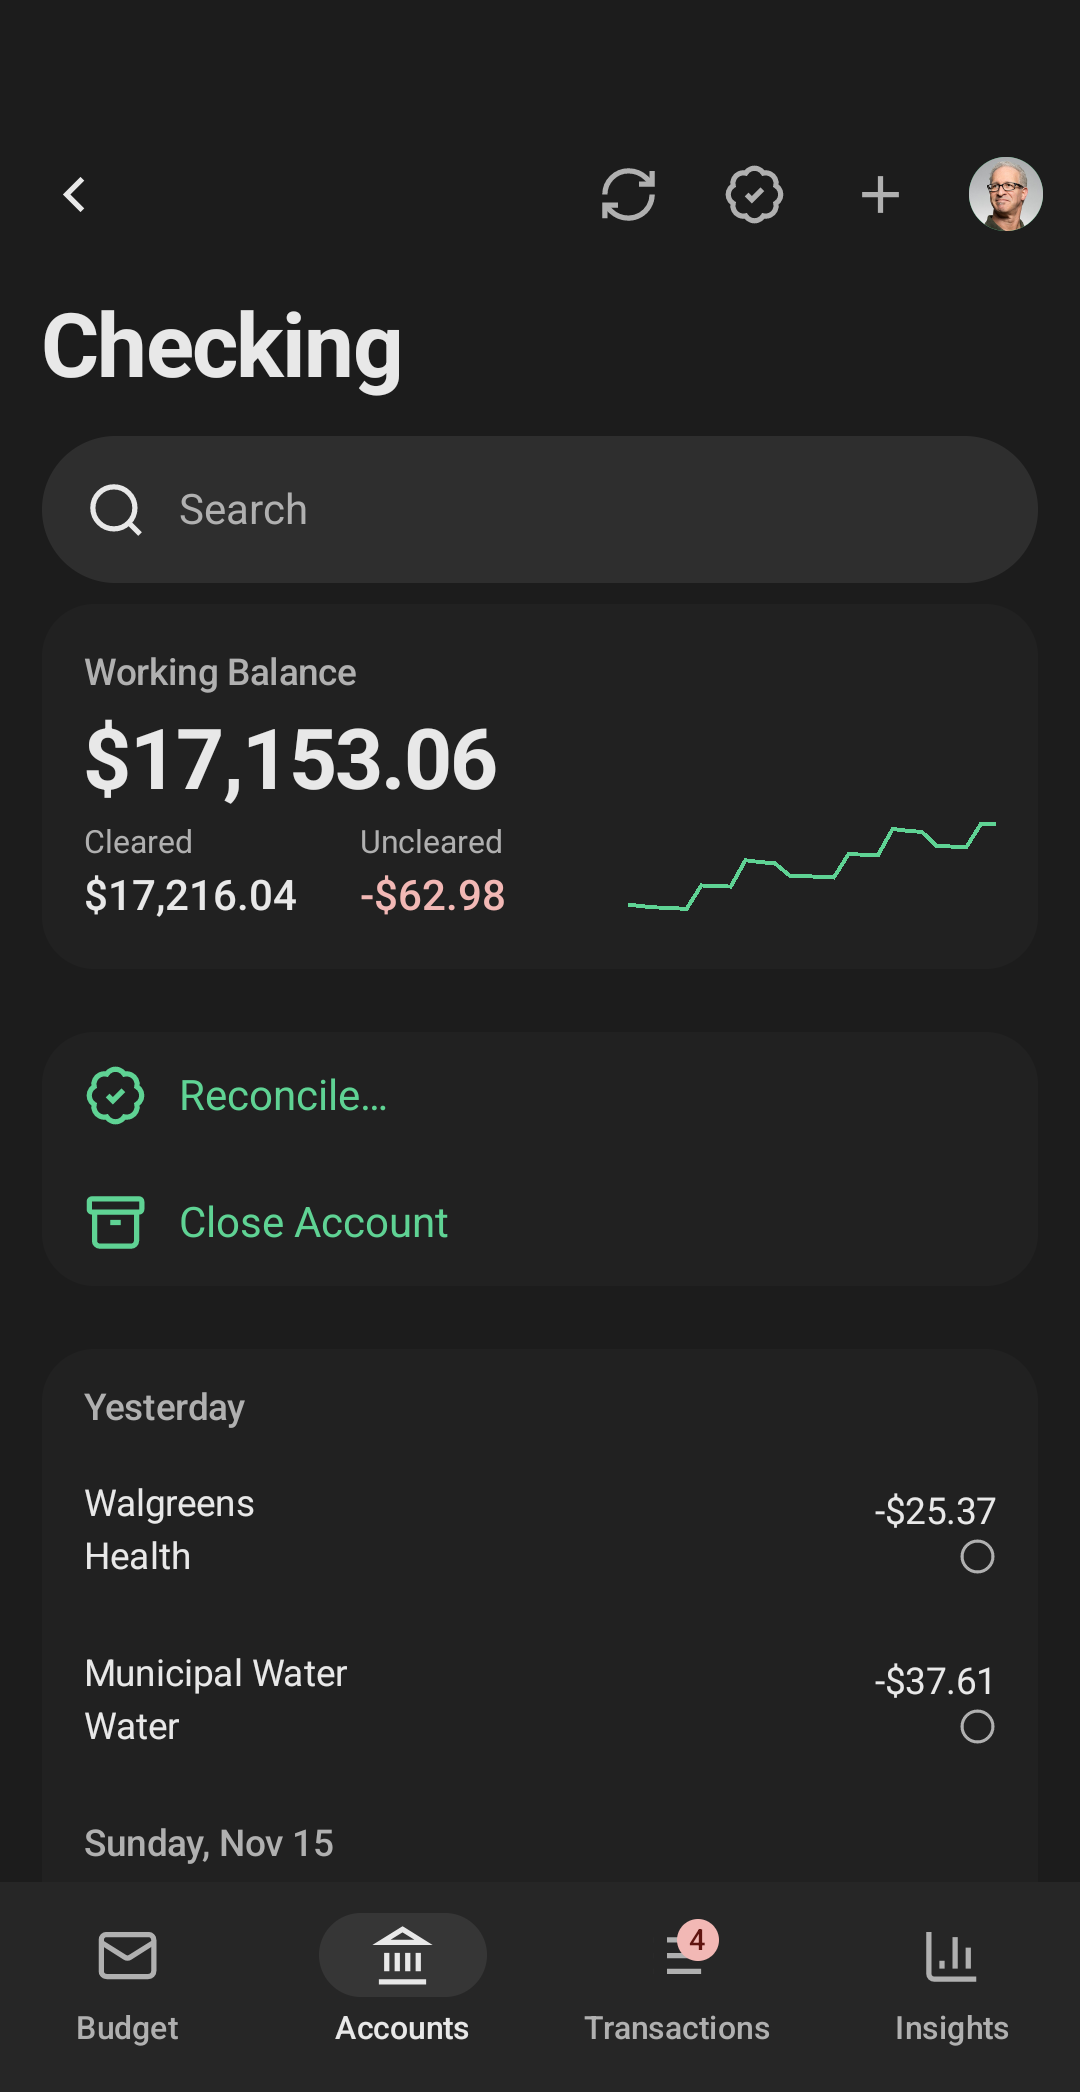 Checking
Search
Working Balance
$17,153.06
Cleared Uncleared
$17,216.04 -$62.98
Reconcile...
Close Account
Yesterday
Walgreens -$25.37
Health
Municipal Water -$37.61
Water
Sunday, Nov 15
4
Budget Accounts Transactions Insights